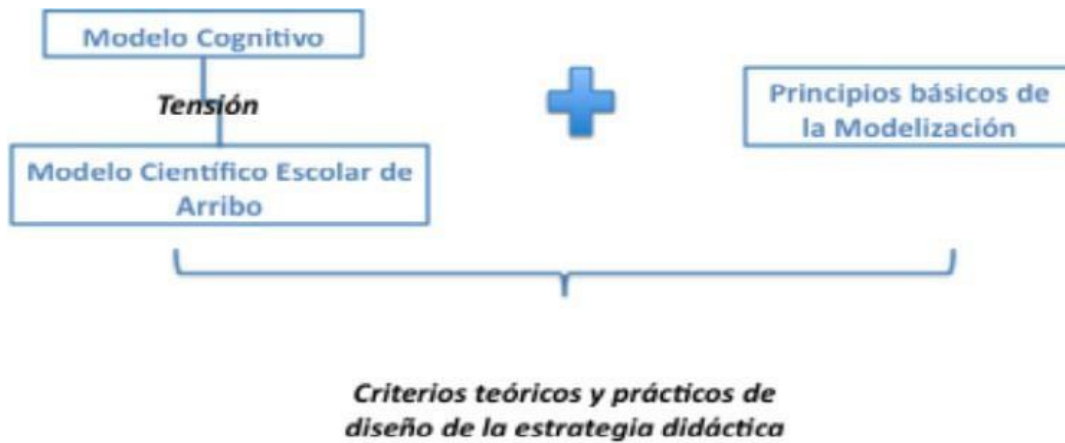 Modelo Cognitivo
Tensión
Modelo Científico Escolar de
Arribo
Principios básicos de
la Modelización
Criterios teóricos y prácticos de
diseño de la estrategia didáctica